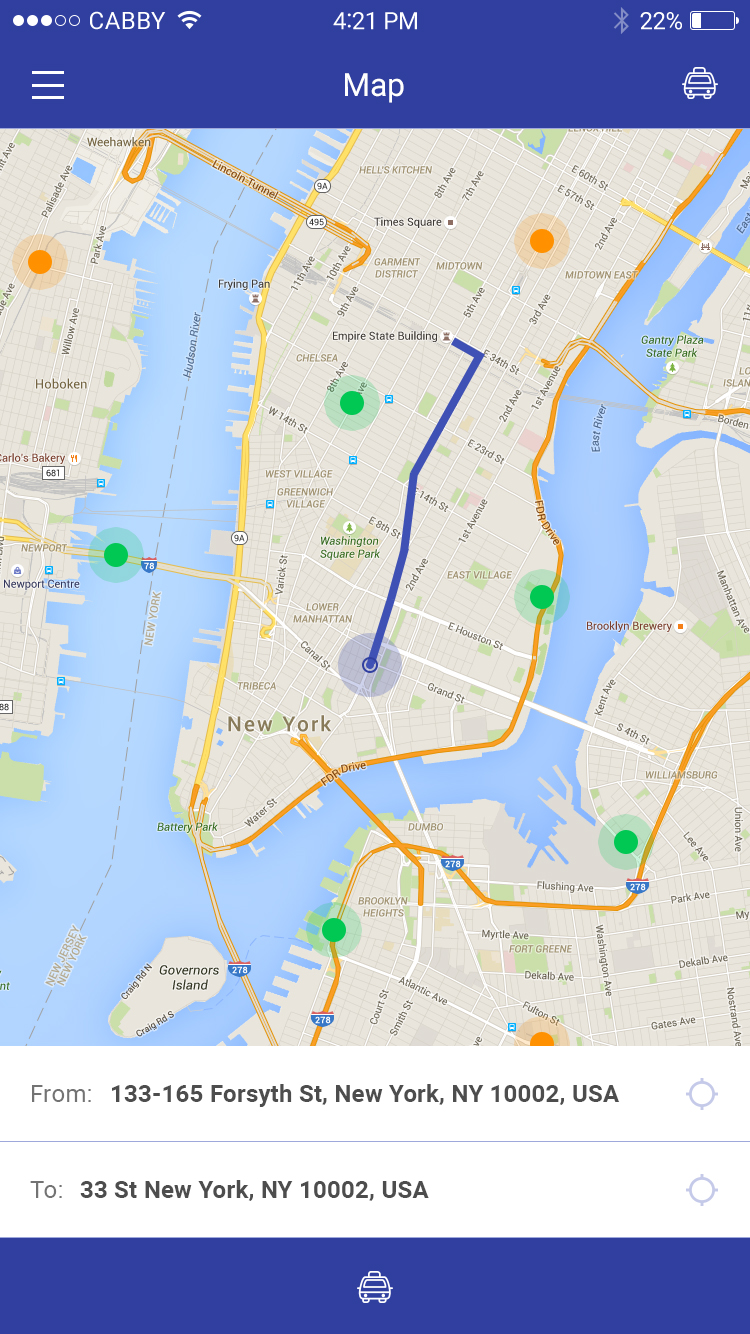 CABBY 4:21 PM 22%
Map
Weehawken
Lincoln Tunnel
HELL'S KITCHEN
8th Ave
7th Ave
E 60th St
E 57th St
Palisade Ave
9A
495
Times Square
2nd Ave
Park Ave
10th Ave
11th Ave
GARMENT
DISTRICT
MIDTOWN
MIDTOWN EAST
Frying Pan
9th Ave
5th Ave
3rd Ave
Willow Ave
Hudson River
Empire State Building
Gantry Plaza
State Park
CHELSEA
E 34th St
Hoboken
8th Ave
1st Avenue
2nd Ave
W 14th St
East River
Borden
E 23rd St
Carlo's Bakery
681
WEST VILLAGE
GREENWICH
VILLAGE
E 14th St
1st Avenue
FDR Drive
E 8th St
9A
Washington
Square Park
NEWPORT
78
Newport Centre
Varick St
2nd Ave
EAST VILLAGE
Manhattan Ave
NEW YORK
LOWER
MANHATTAN
E Houston St
Brooklyn Brewery
Canal St
TRIBECA
Grand St
Kent Ave
New York
S 4th St
FDR Drive
WILLIAMSBURG
Water St
Battery Park
DUMBO
Union Ave
Lee Ave
278
Flushing Ave
278
Park Ave
BROOKLYN
HEIGHTS
Myrtle Ave
My
FORT GREENE
Washington Ave
NEW JERSEY
NEW YORK
Governors
Island
278
Craig Rd N
Craig Rd S
Dekalb Ave
Dekalb Ave
Atlantic Ave
Court St
Smith St
278
Fulton St
Gates Ave
Nostrand Ave
From: 133-165 Forsyth St, New York, NY 10002, USA
To: 33 St New York, NY 10002, USA